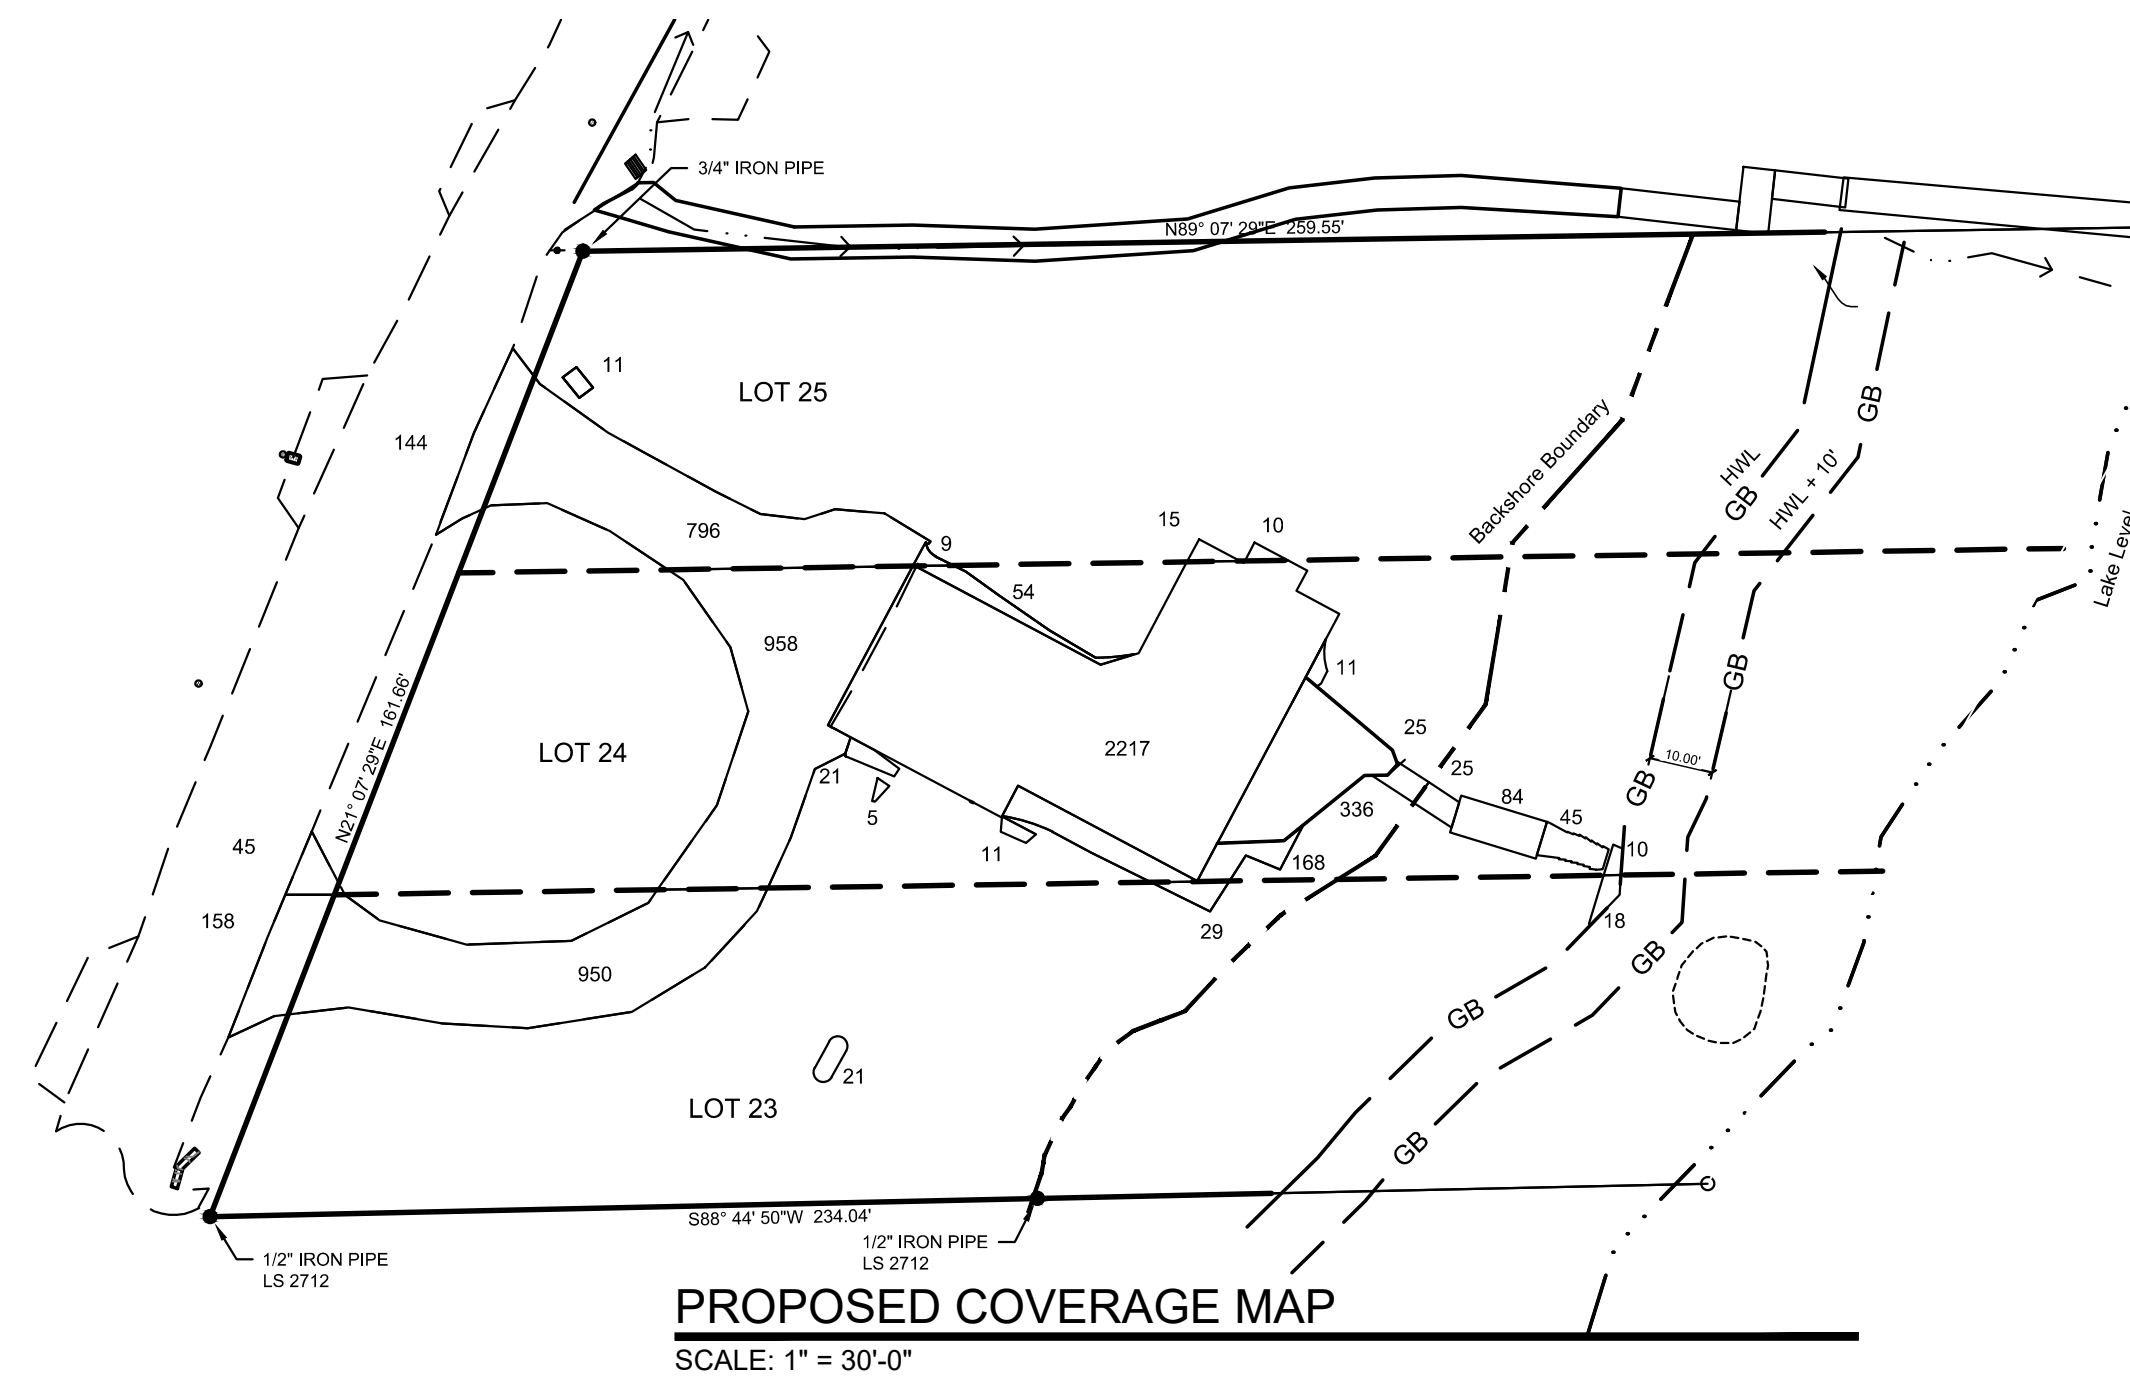 3/4" IRON PIPE
N89° 07' 29"E 259.55'
11
LOT 25
GB
Backshore Boundary
144
HWL
HWL + 10'
GB
796
9
15
10
Lake Level
54
958
11
GB
N21° 07' 29"E 161.66'
LOT 24
2217
25
25
10.00'
21
5
84
GB
336
45
45
11
168
10
158
29
18
950
GB
GB
21
LOT 23
GB
S88° 44' 50"W 234.04'
1/2" IRON PIPE
LS 2712
1/2" IRON PIPE
LS 2712
PROPOSED COVERAGE MAP
SCALE: 1" = 30'-0"